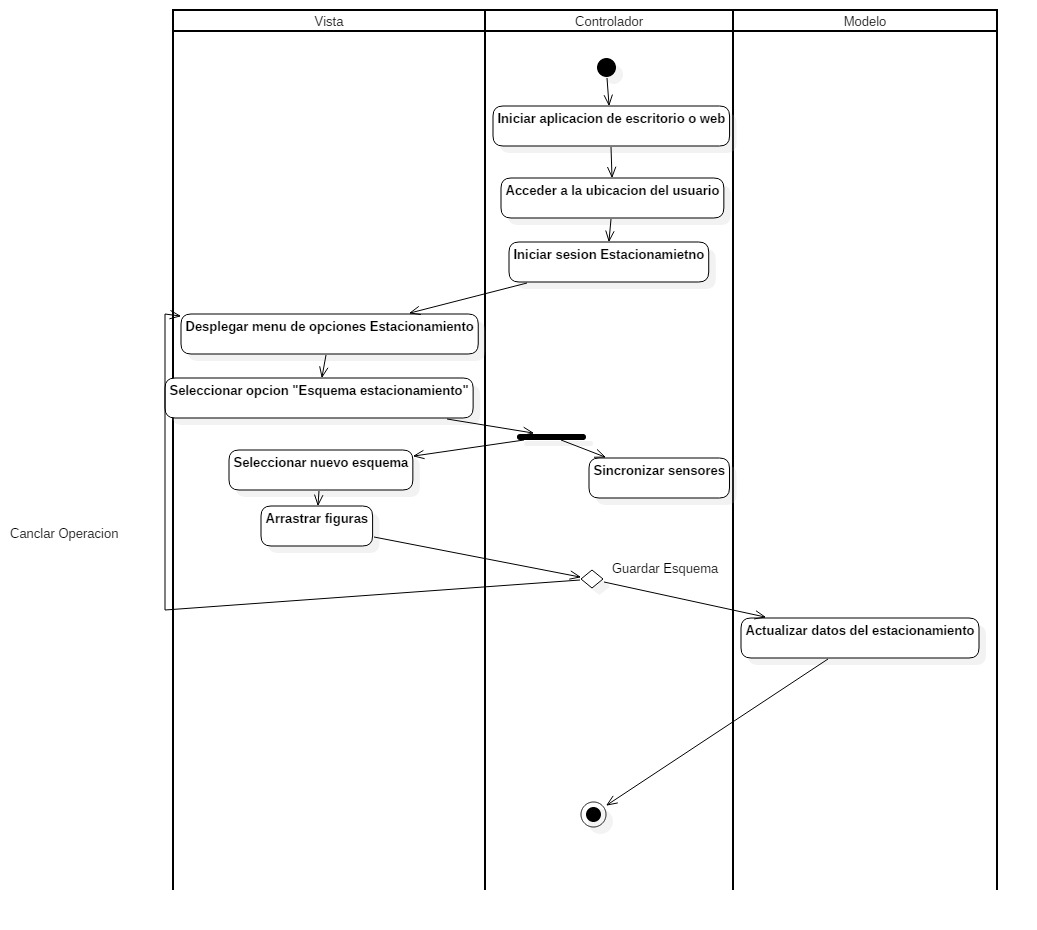 Vista
Controlador
Modelo
Iniciar aplicacion de escritorio o web
Acceder a la ubicacion del usuario
Iniciar sesion Estacionamietno
Desplegar menu de opciones Estacionamiento
Seleccionar opcion "Esquema estacionamiento"
Seleccionar nuevo esquema
Sincronizar sensores
Arrastrar figuras
Canclar Operacion
Guardar Esquema
Actualizar datos del estacionamiento